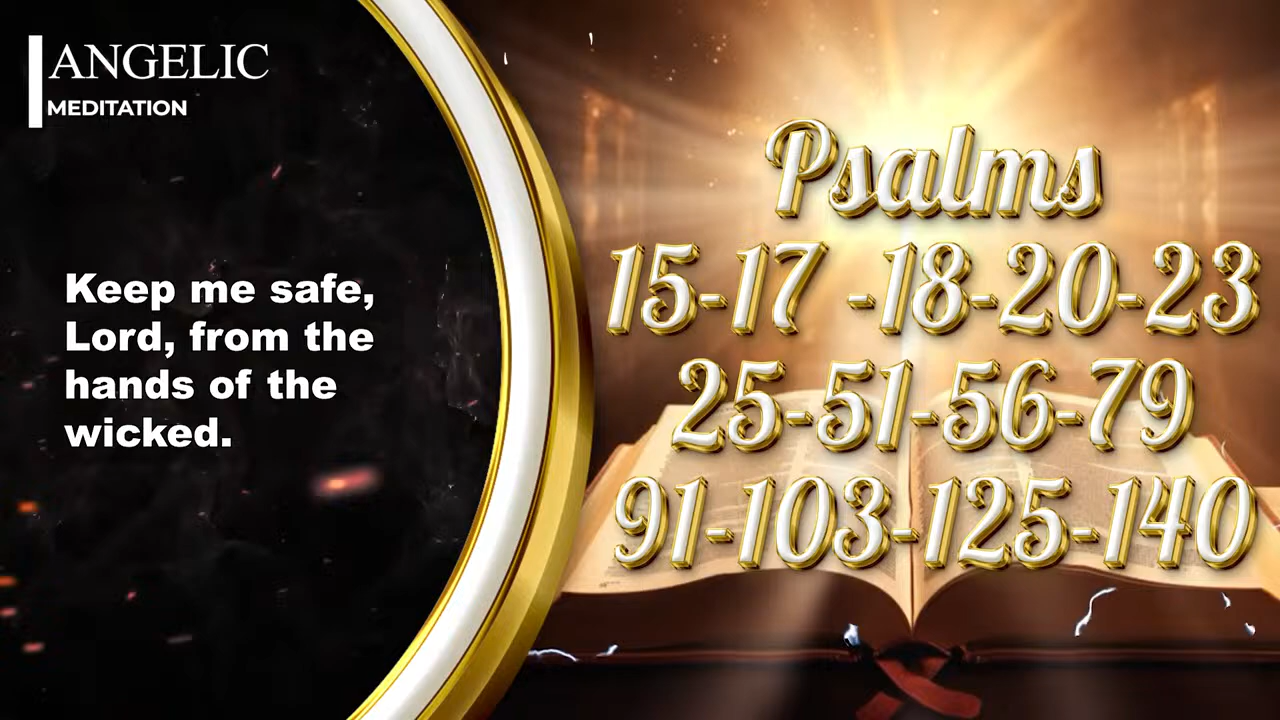 ANGELIC
MEDITATION
Keep me safe,
Lord, from the
hands of the
wicked.
Psalms
15-17 -18-20-23
25-51-56-79
91-103-125-140